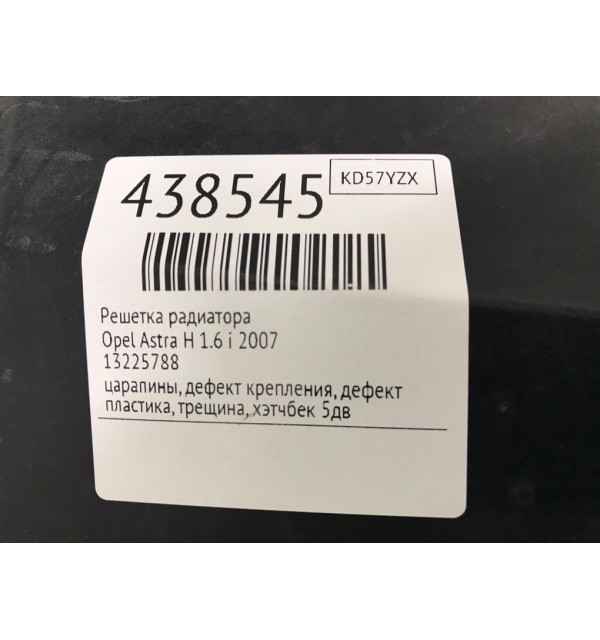 438545
KD57YZX
Решетка радиатора
Opel Astra H 1.6 i 2007
13225788
царапины, дефект крепления, дефект
пластика, трещина, хэтчбек 5дв